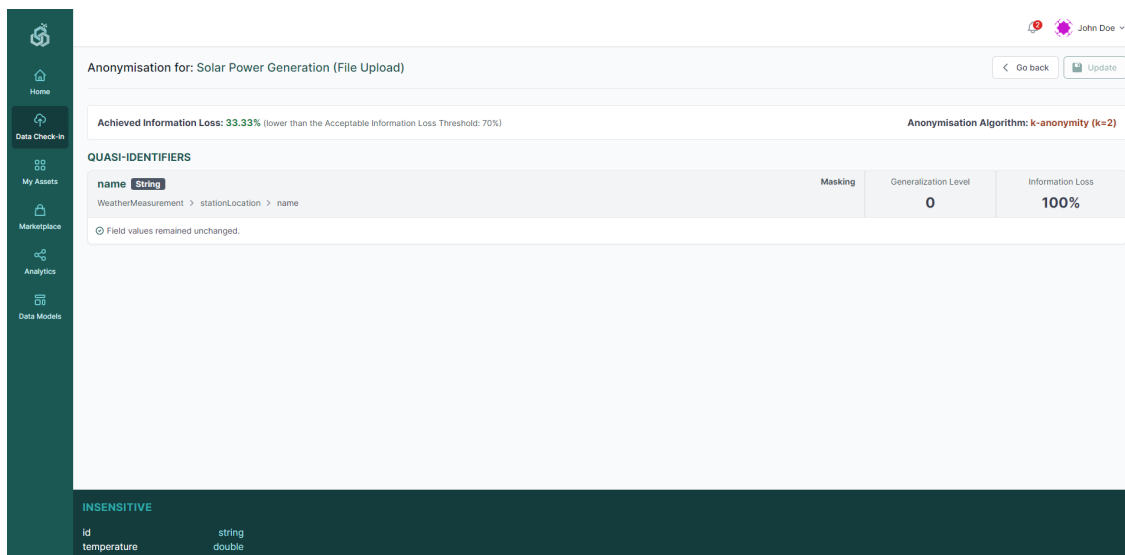 2
John Doe
Anonymisation for: Solar Power Generation (File Upload)
Go back
Update
Home
Data Check-in
My Assets
Marketplace
Analytics
Data Models
Achieved Information Loss: 33.33% (lower than the Acceptable Information Loss Threshold: 70%)
Anonymisation Algorithm: k-anonymity (k=2)
QUASI-IDENTIFIERS
name String
Masking
Generalization Level
Information Loss
WeatherMeasurement > stationLocation > name
0
100%
Field values remained unchanged.
INSENSITIVE
id string
temperature double